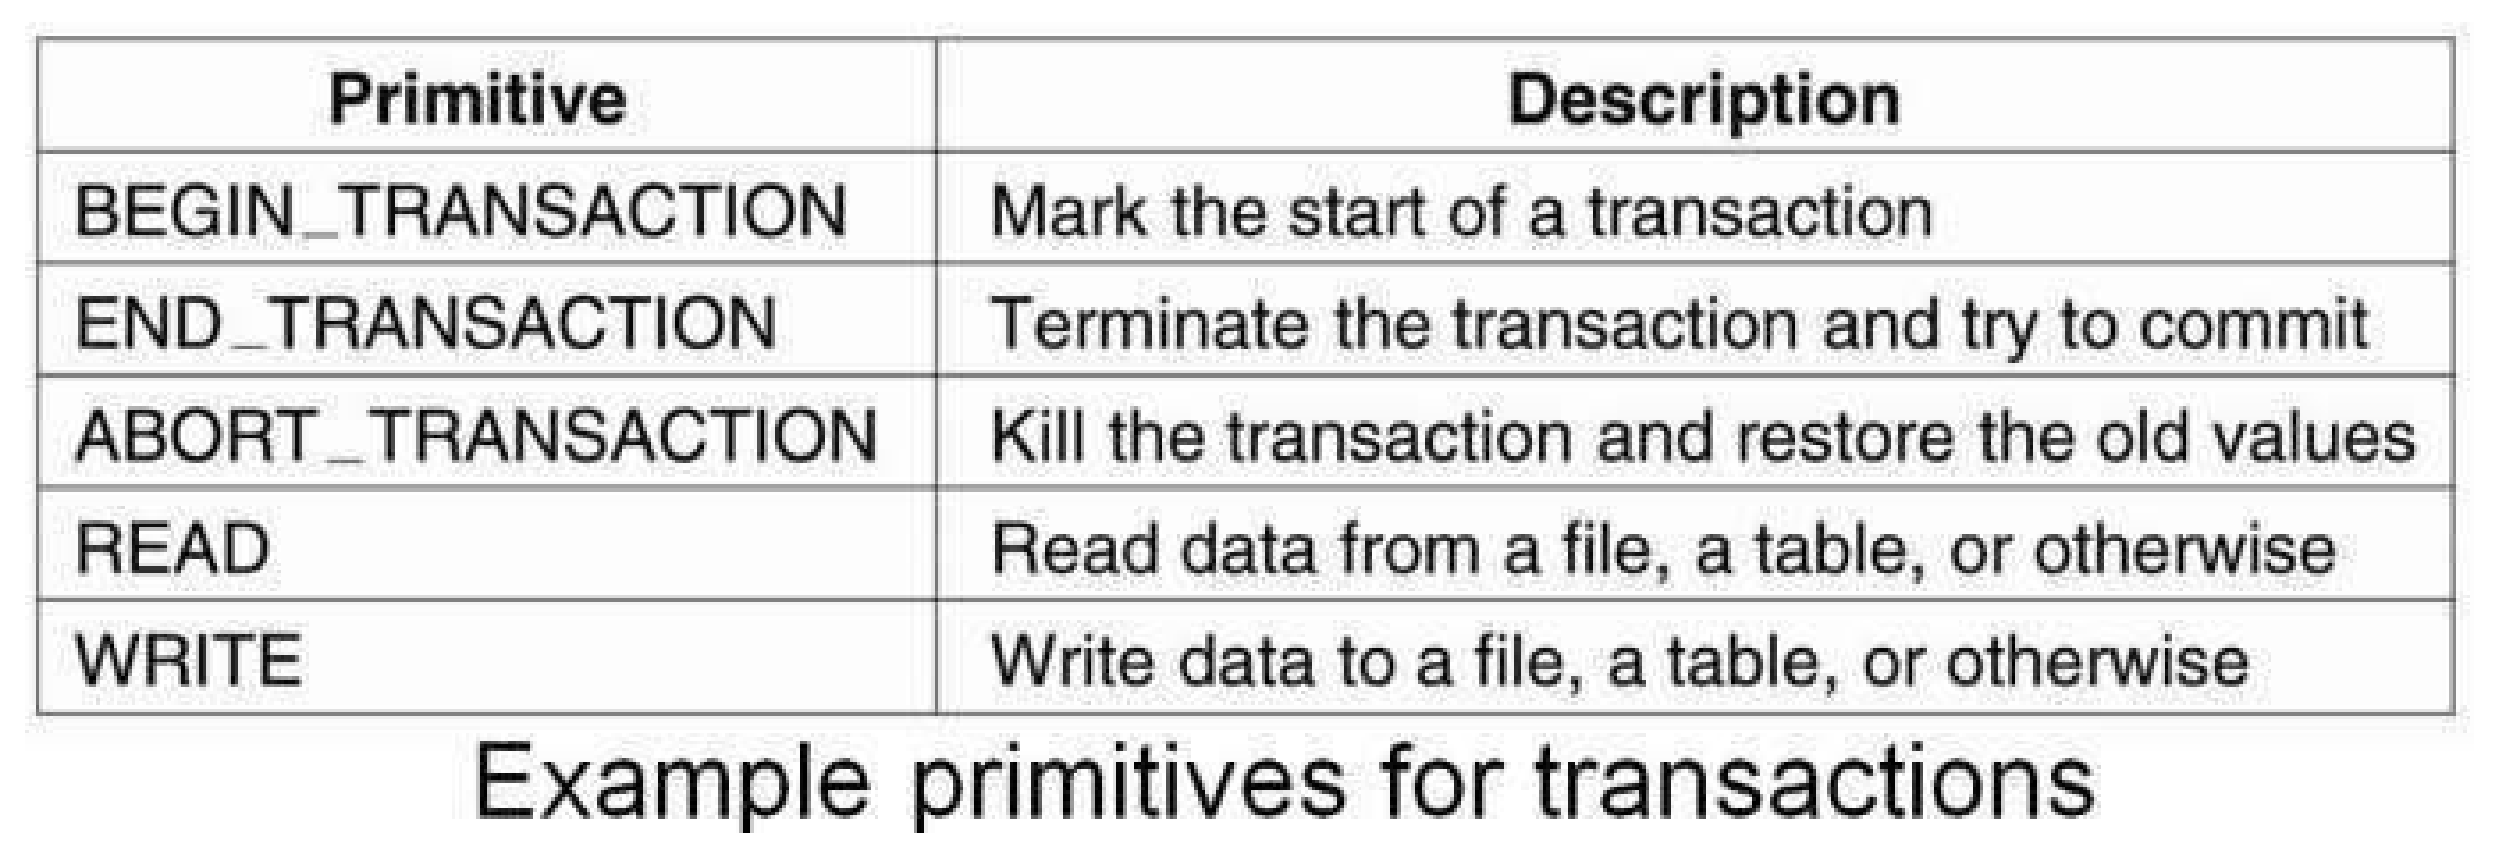 Primitive Description
BEGIN_TRANSACTION Mark the start of a transaction
END_TRANSACTION Terminate the transaction and try to commit
ABORT_TRANSACTION Kill the transaction and restore the old values
READ Read data from a file, a table, or otherwise
WRITE Write data to a file, a table, or otherwise
Example primitives for transactions